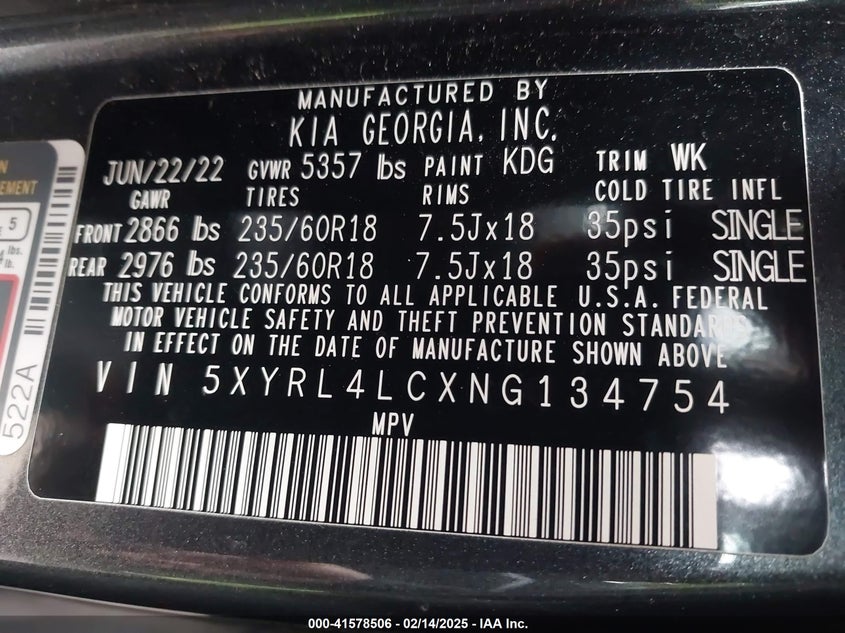 MANUFACTURED BY
KIA GEORGIA, INC.
JUN/22/22 GVWR 5357 lbs PAINT KDG TRIM WK
GAWR TIRES RIMS COLD TIRE INFL
FRONT 2866 lbs 235/60R18 7.5Jx18 35psi SINGLE
REAR 2976 lbs 235/60R18 7.5Jx18 35psi SINGLE
THIS VEHICLE CONFORMS TO ALL APPLICABLE U.S.A. FEDERAL
MOTOR VEHICLE SAFETY AND THEFT PREVENTION STANDARDS
IN EFFECT ON THE DATE OF MANUFACTURE SHOWN ABOVE
VIN 5XYRL4LCXNG134754
MPV
5
lbs.
522A
000-41578506 - 02/14/2025 - IAA Inc.